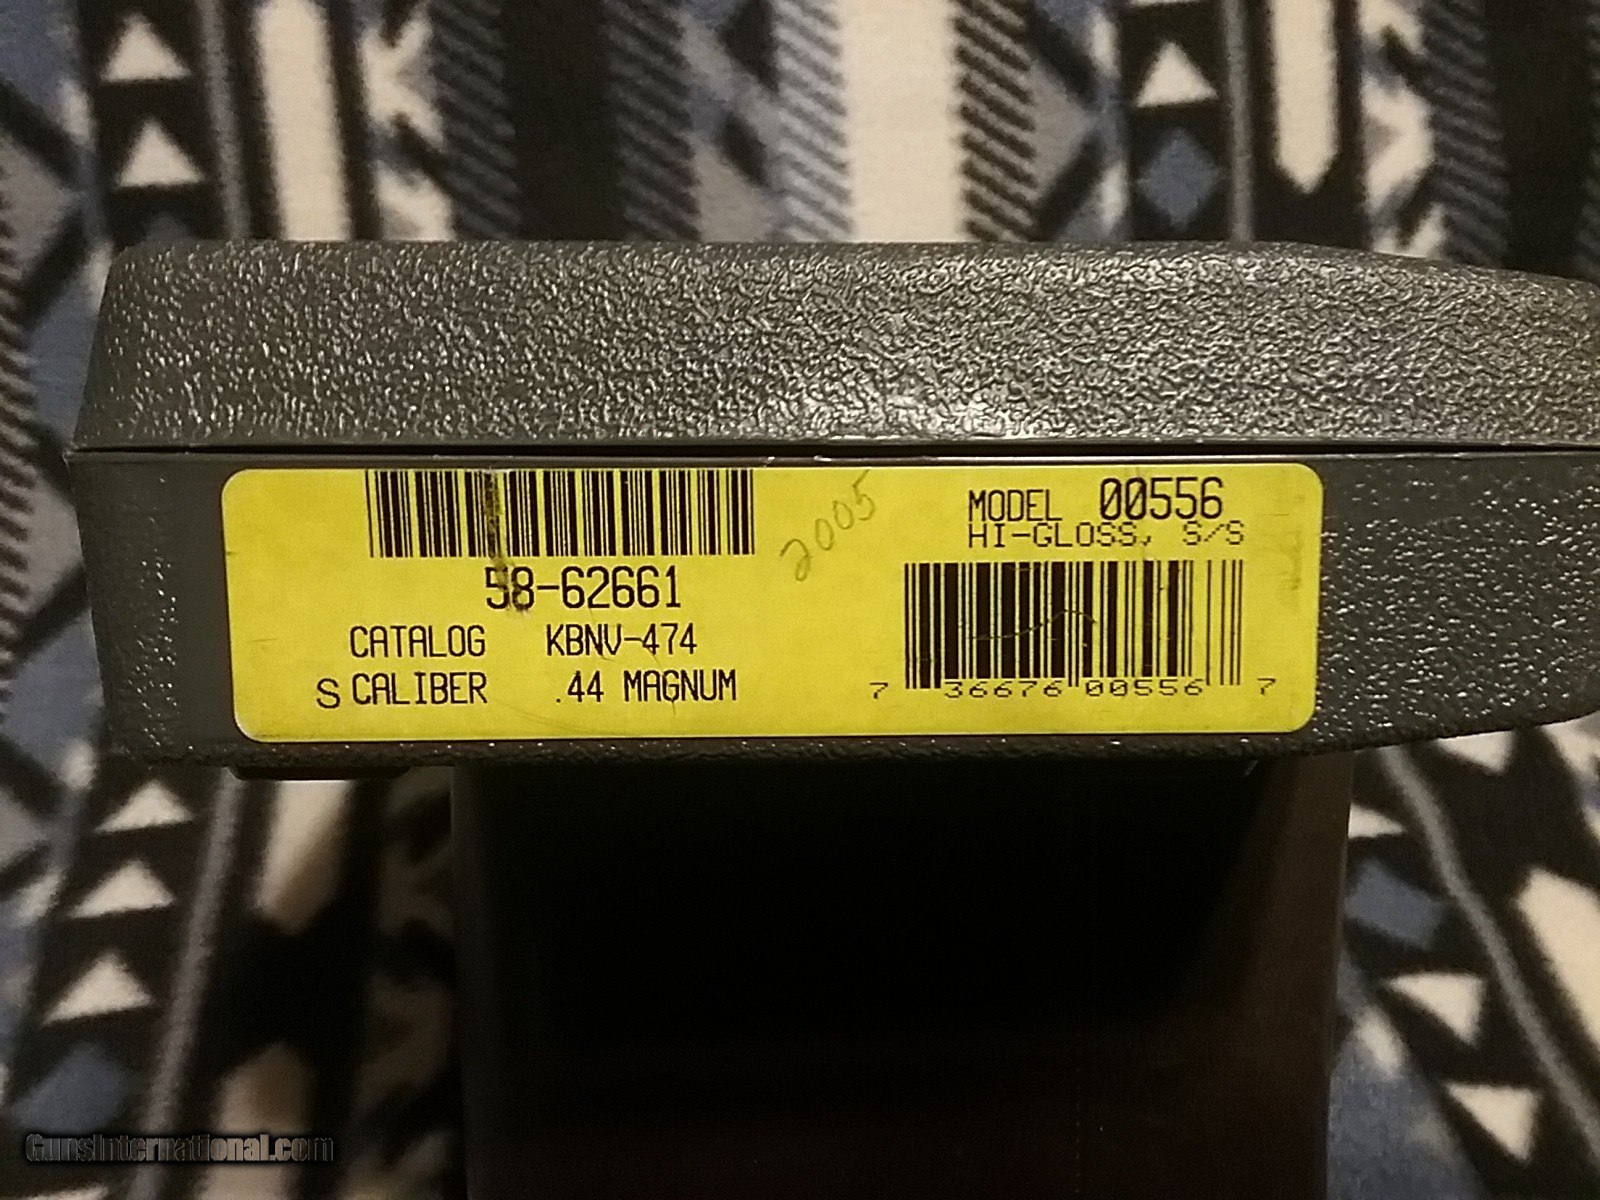 58-62661
CATALOG KBNV-474
S CALIBER .44 MAGNUM
2005
MODEL 00556
HI-GLOSS, S/S
7 36676 00556 7
GunsInternational.com